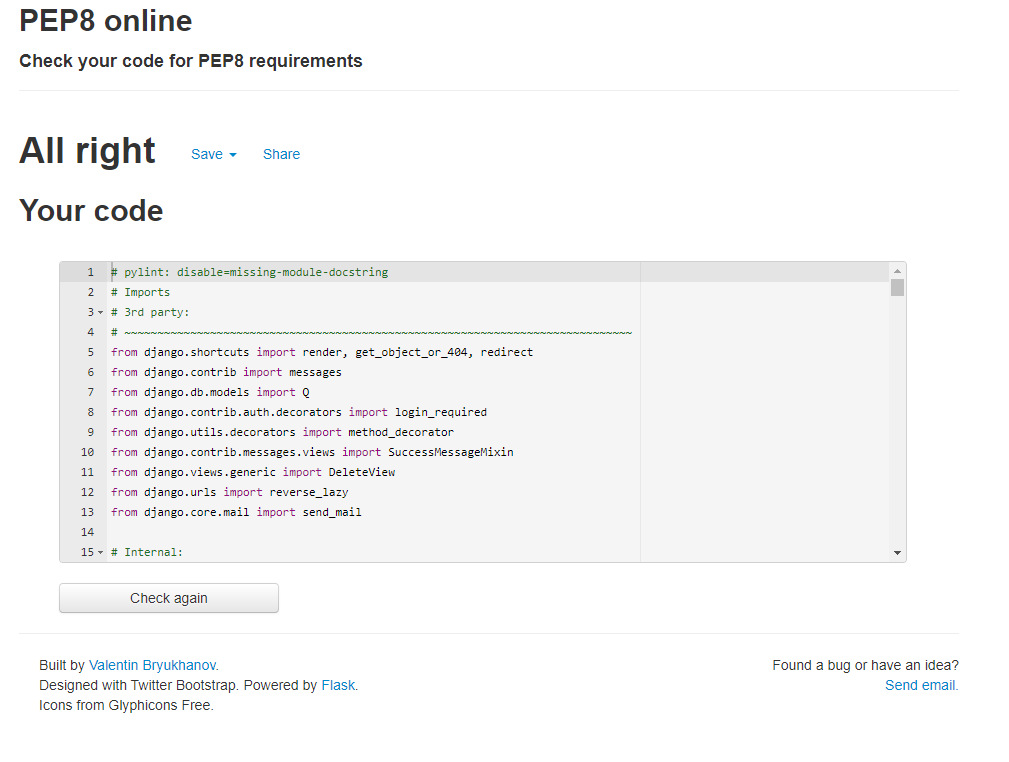 PEP8 online
Check your code for PEP8 requirements
All right Save Share
Your code
1 # pylint: disable=missing-module-docstring
2 # Imports
3 # 3rd party:
4 # ~~~~~~~~~~~~~~~~~~~~~~~~~~~~~~~~~~~~~~~~~~~~~~~~~~~~~~~~~~~~~~~~~~~~~~~~~~~~~
5 from django.shortcuts import render, get_object_or_404, redirect
6 from django.contrib import messages
7 from django.db.models import Q
8 from django.contrib.auth.decorators import login_required
9 from django.utils.decorators import method_decorator
10 from django.contrib.messages.views import SuccessMessageMixin
11 from django.views.generic import DeleteView
12 from django.urls import reverse_lazy
13 from django.core.mail import send_mail
14
15 # Internal:
Check again
Built by Valentin Bryukhanov.
Designed with Twitter Bootstrap. Powered by Flask.
Icons from Glyphicons Free.
Found a bug or have an idea?
Send email.